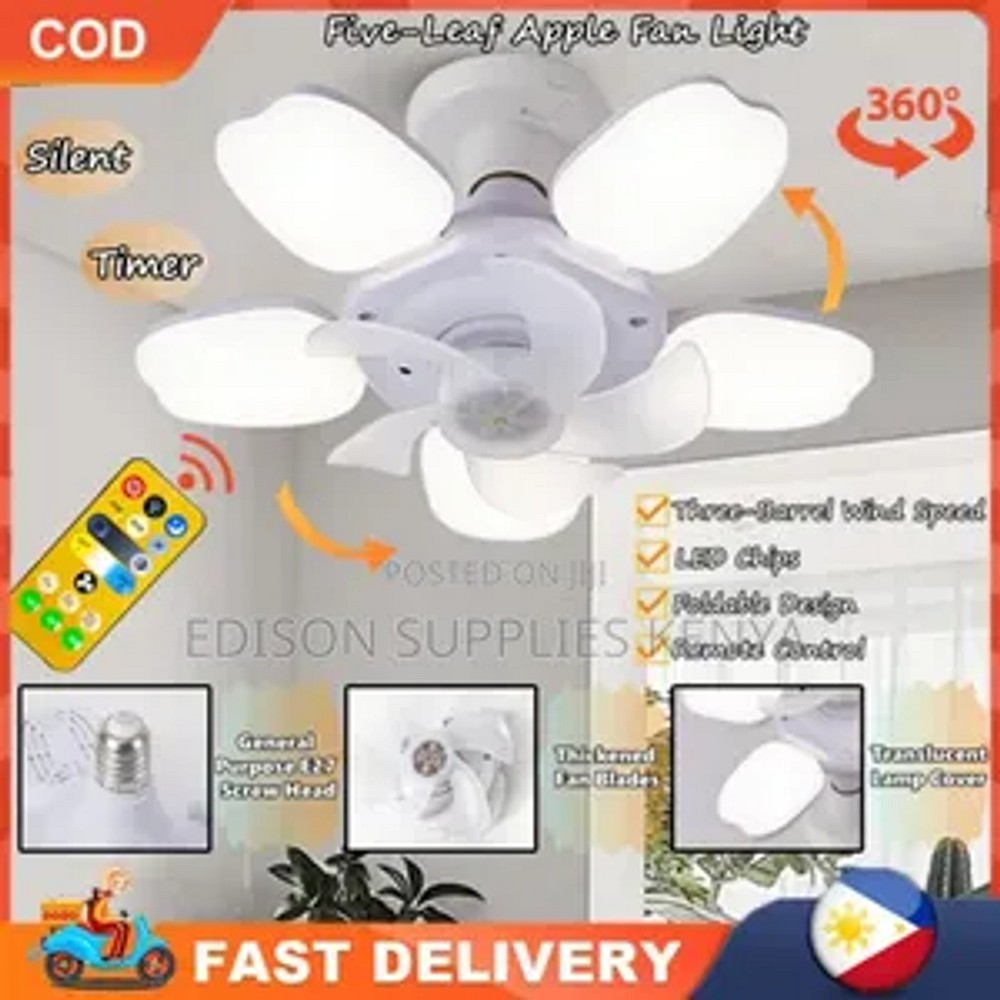 COD
Five-Leaf Apple Fan Light
360°
Silent
Timer
Three-Barrel Wind Speed
LED Chips
Foldable Design
Remote Control
POSTED ON JIJI
EDISON SUPPLIES KENYA
General
Purpose E27
Screw Head
Thickened
Fan Blades
Translucent
Lamp Cover
FAST DELIVERY